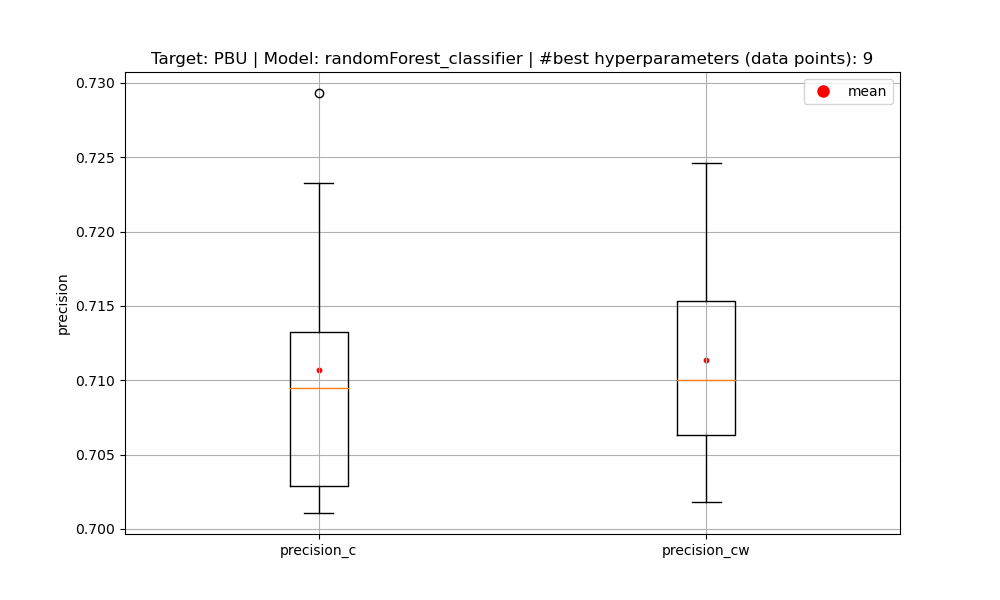 Target: PBU | Model: randomForest_classifier | #best hyperparameters (data points): 9
mean
0.730
0.725
0.720
0.715
0.710
0.705
0.700
precision
precision_c
precision_cw